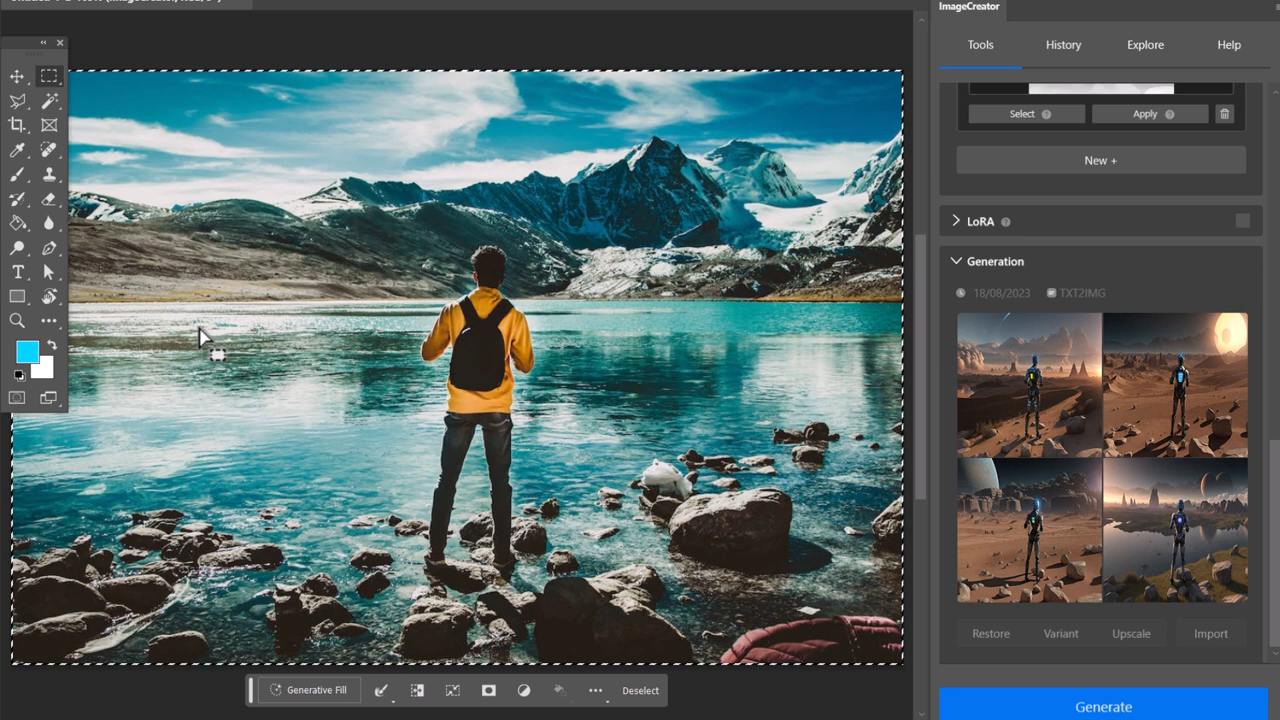 ImageCreator
Tools
History
Explore
Help
Select
Apply
New +
LoRA
Generation
18/08/2023
TXT2IMG
Restore
Variant
Upscale
Import
Generative Fill
Deselect
Generate